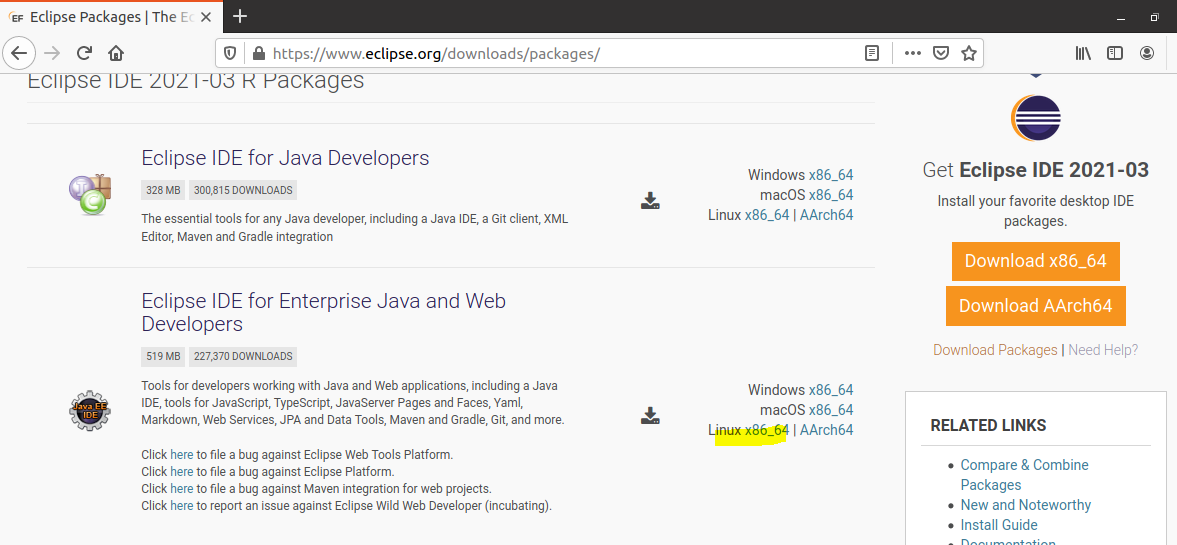 Eclipse Packages | The Ec
https://www.eclipse.org/downloads/packages/
Eclipse IDE 2021-03 R Packages
Eclipse IDE for Java Developers
328 MB 300,815 DOWNLOADS
The essential tools for any Java developer, including a Java IDE, a Git client, XML
Editor, Maven and Gradle integration
Windows x86_64
macOS x86_64
Linux x86_64 | AArch64
Eclipse IDE for Enterprise Java and Web
Developers
519 MB 227,370 DOWNLOADS
Tools for developers working with Java and Web applications, including a Java
IDE, tools for JavaScript, TypeScript, JavaServer Pages and Faces, Yaml,
Markdown, Web Services, JPA and Data Tools, Maven and Gradle, Git, and more.
Click here to file a bug against Eclipse Web Tools Platform.
Click here to file a bug against Eclipse Platform.
Click here to file a bug against Maven integration for web projects.
Click here to report an issue against Eclipse Wild Web Developer (incubating).
Java EE
IDE
Windows x86_64
macOS x86_64
Linux x86_64 | AArch64
Get Eclipse IDE 2021-03
Install your favorite desktop IDE
packages.
Download x86_64
Download AArch64
Download Packages | Need Help?
RELATED LINKS
Compare & Combine
Packages
New and Noteworthy
Install Guide
Documentation